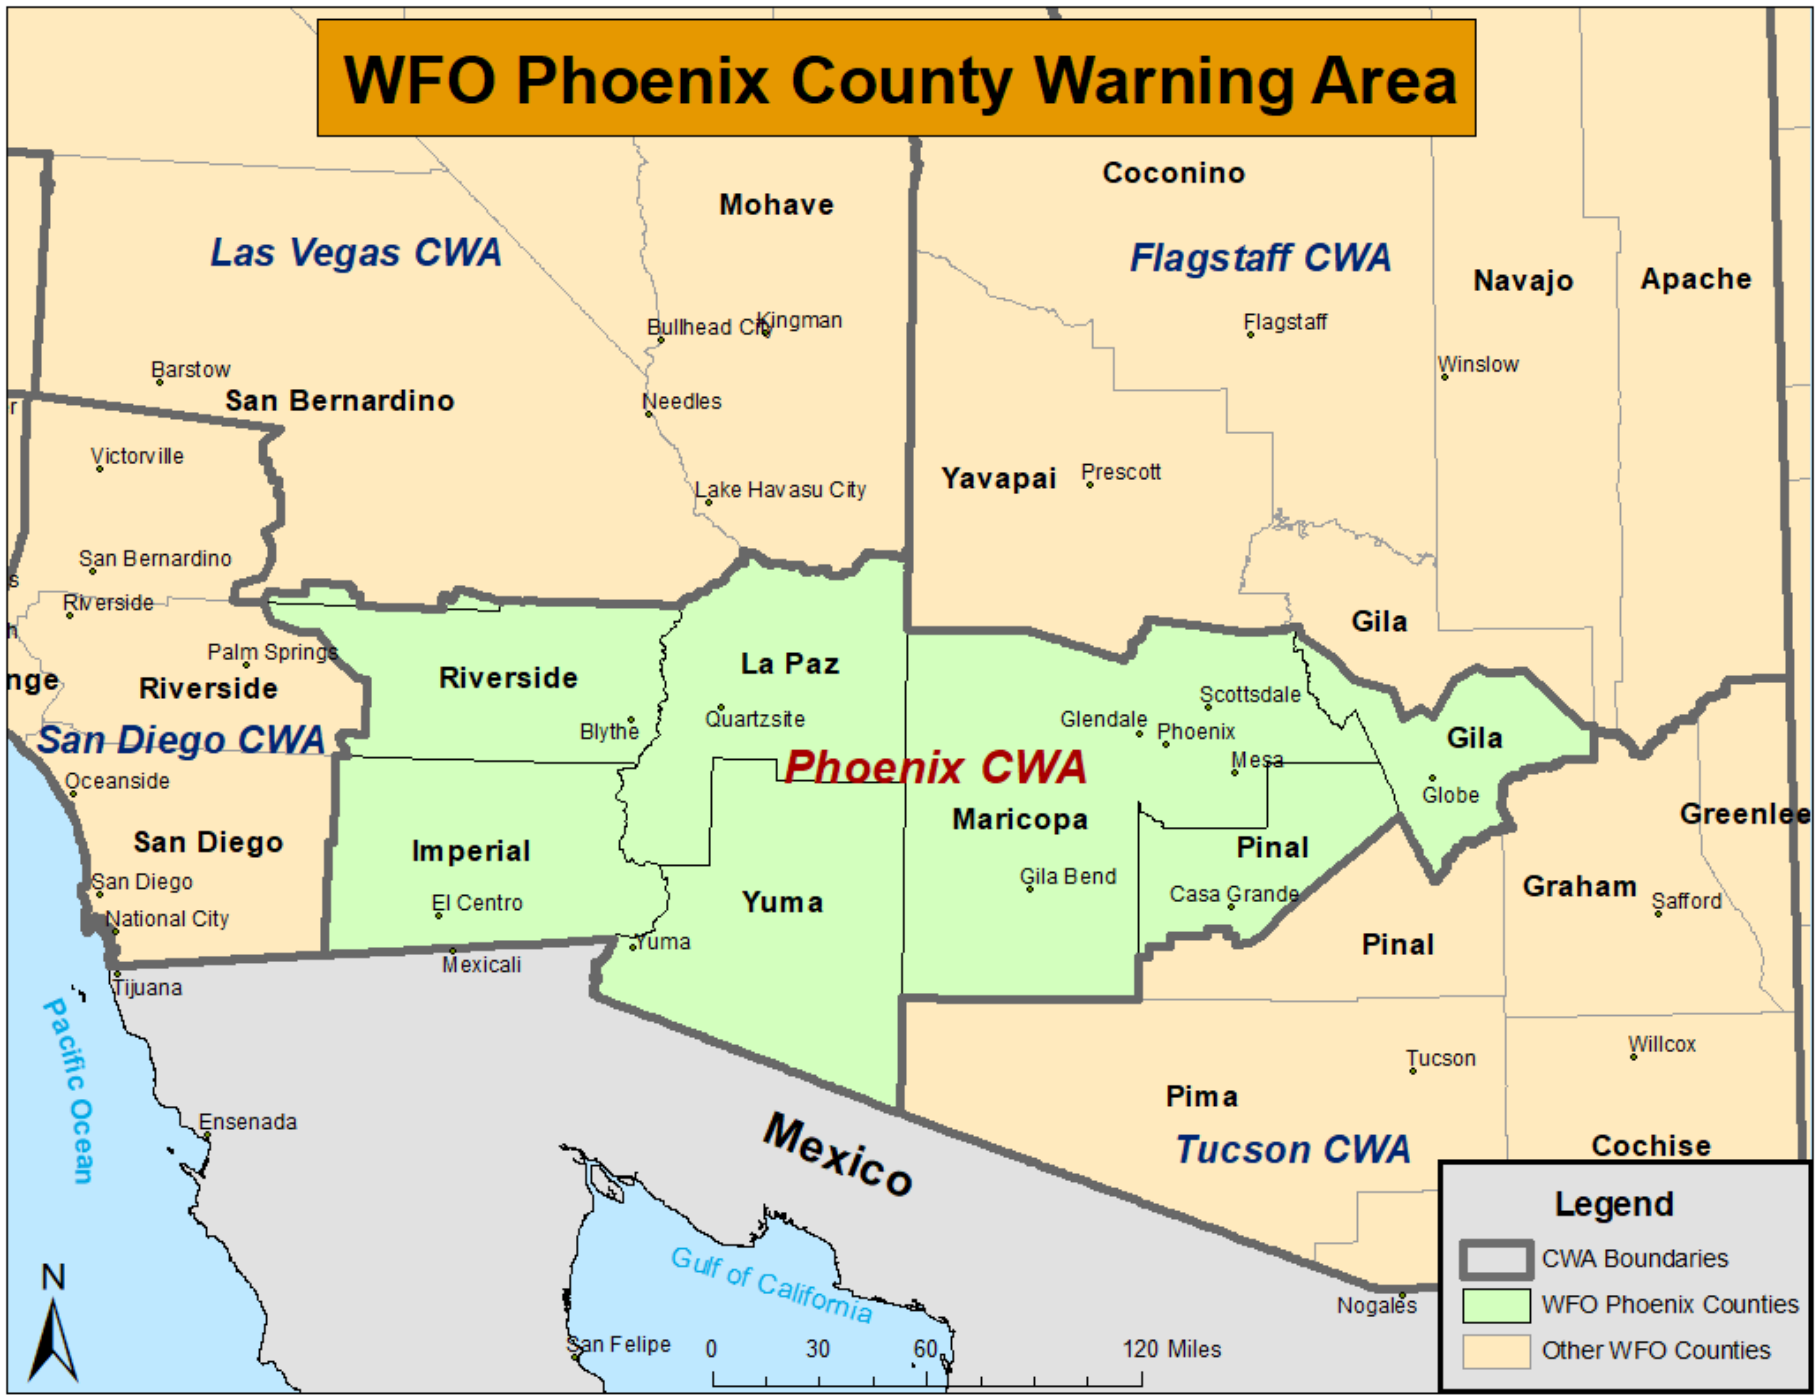 WFO Phoenix County Warning Area
Coconino
Mohave
Las Vegas CWA
Flagstaff CWA
Navajo
Apache
Bullhead City
Kingman
Flagstaff
Winslow
Barstow
San Bernardino
Needles
r
Victorville
Yavapai
Prescott
Lake Havasu City
San Bernardino
s
Riverside
h
Gila
Palm Springs
nge
Riverside
Riverside
La Paz
Scottsdale
Blythe
Quartzsite
Glendale
Phoenix
Gila
San Diego CWA
Phoenix CWA
Mesa
Oceanside
Globe
Maricopa
Greenlee
San Diego
Imperial
Pinal
San Diego
Gila Bend
Graham
El Centro
Yuma
Casa Grande
Safford
National City
Yuma
Pinal
Mexicali
Tijuana
Pacific Ocean
Tucson
Willcox
Pima
Ensenada
Mexico
Tucson CWA
Cochise
Legend
CWA Boundaries
WFO Phoenix Counties
Other WFO Counties
N
Gulf of California
Nogales
San Felipe
0 30 60 120 Miles